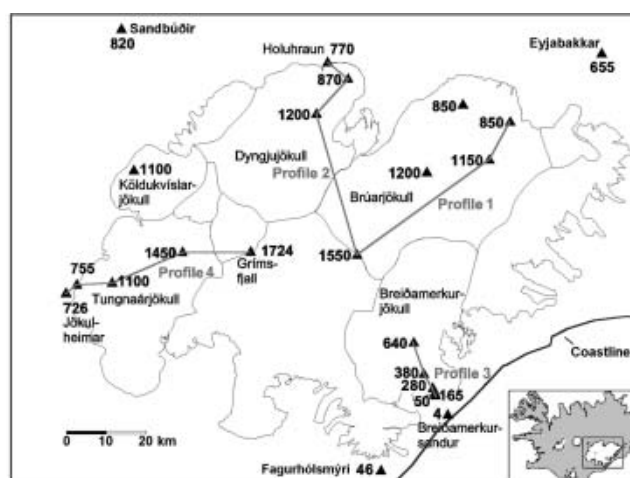 Sandbúðir
820
Holuhraun 770
Eyjabakkar
655
870
1200
850
850
Dyngjujökull
Profile 2
1100
Köldukvíslar-
jökull
1150
1200
Brúarjökull
Profile 1
1450
1724
1550
Profile 4
Gríms-
fjall
755
1100
Tungnaárjökull
726
Jökul-
heimar
Breiðamerkur-
jökull
640
Coastline
380
Profile 3
280
50
165
4
Breiðamerkur-
sandur
0 10 20
km
Fagurhólsmýri 46